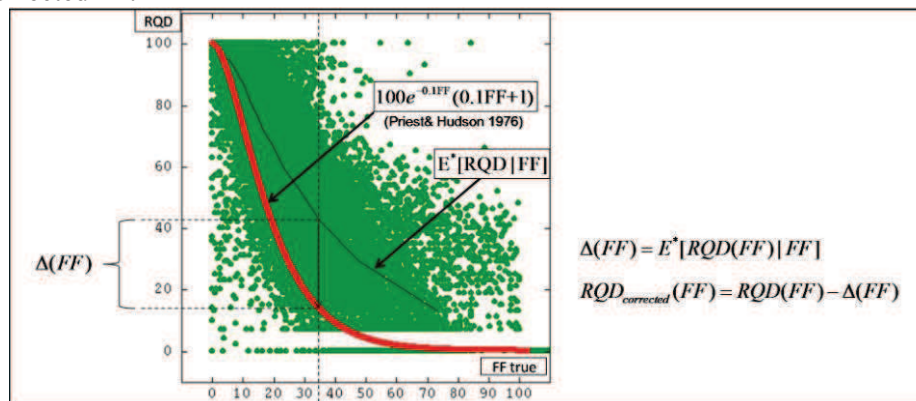 RQD
100
80
60
40
20
0
100e^{-0.1FF}(0.1FF+1)
(Priest& Hudson 1976)
E*[RQD | FF]
Δ(FF)
FF true
0 10 20 30 40 50 60 70 80 90 100
Δ(FF) = E*[RQD(FF) | FF]
RQD_{corrected}(FF) = RQD(FF) − Δ(FF)